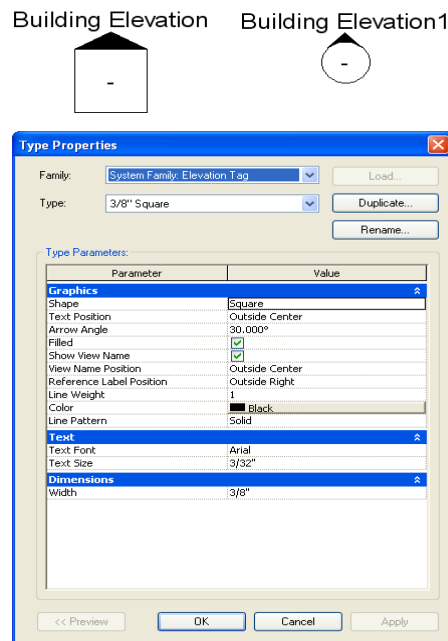 Building Elevation Building Elevation1
- -
Type Properties
Family: System Family: Elevation Tag Load...
Type: 3/8" Square Duplicate...
Rename...
Type Parameters:
Parameter Value
Graphics
Shape Square
Text Position Outside Center
Arrow Angle 30.000°
Filled
Show View Name
View Name Position Outside Center
Reference Label Position Outside Right
Line Weight 1
Color Black
Line Pattern Solid
Text
Text Font Arial
Text Size 3/32"
Dimensions
Width 3/8"
<< Preview OK Cancel Apply